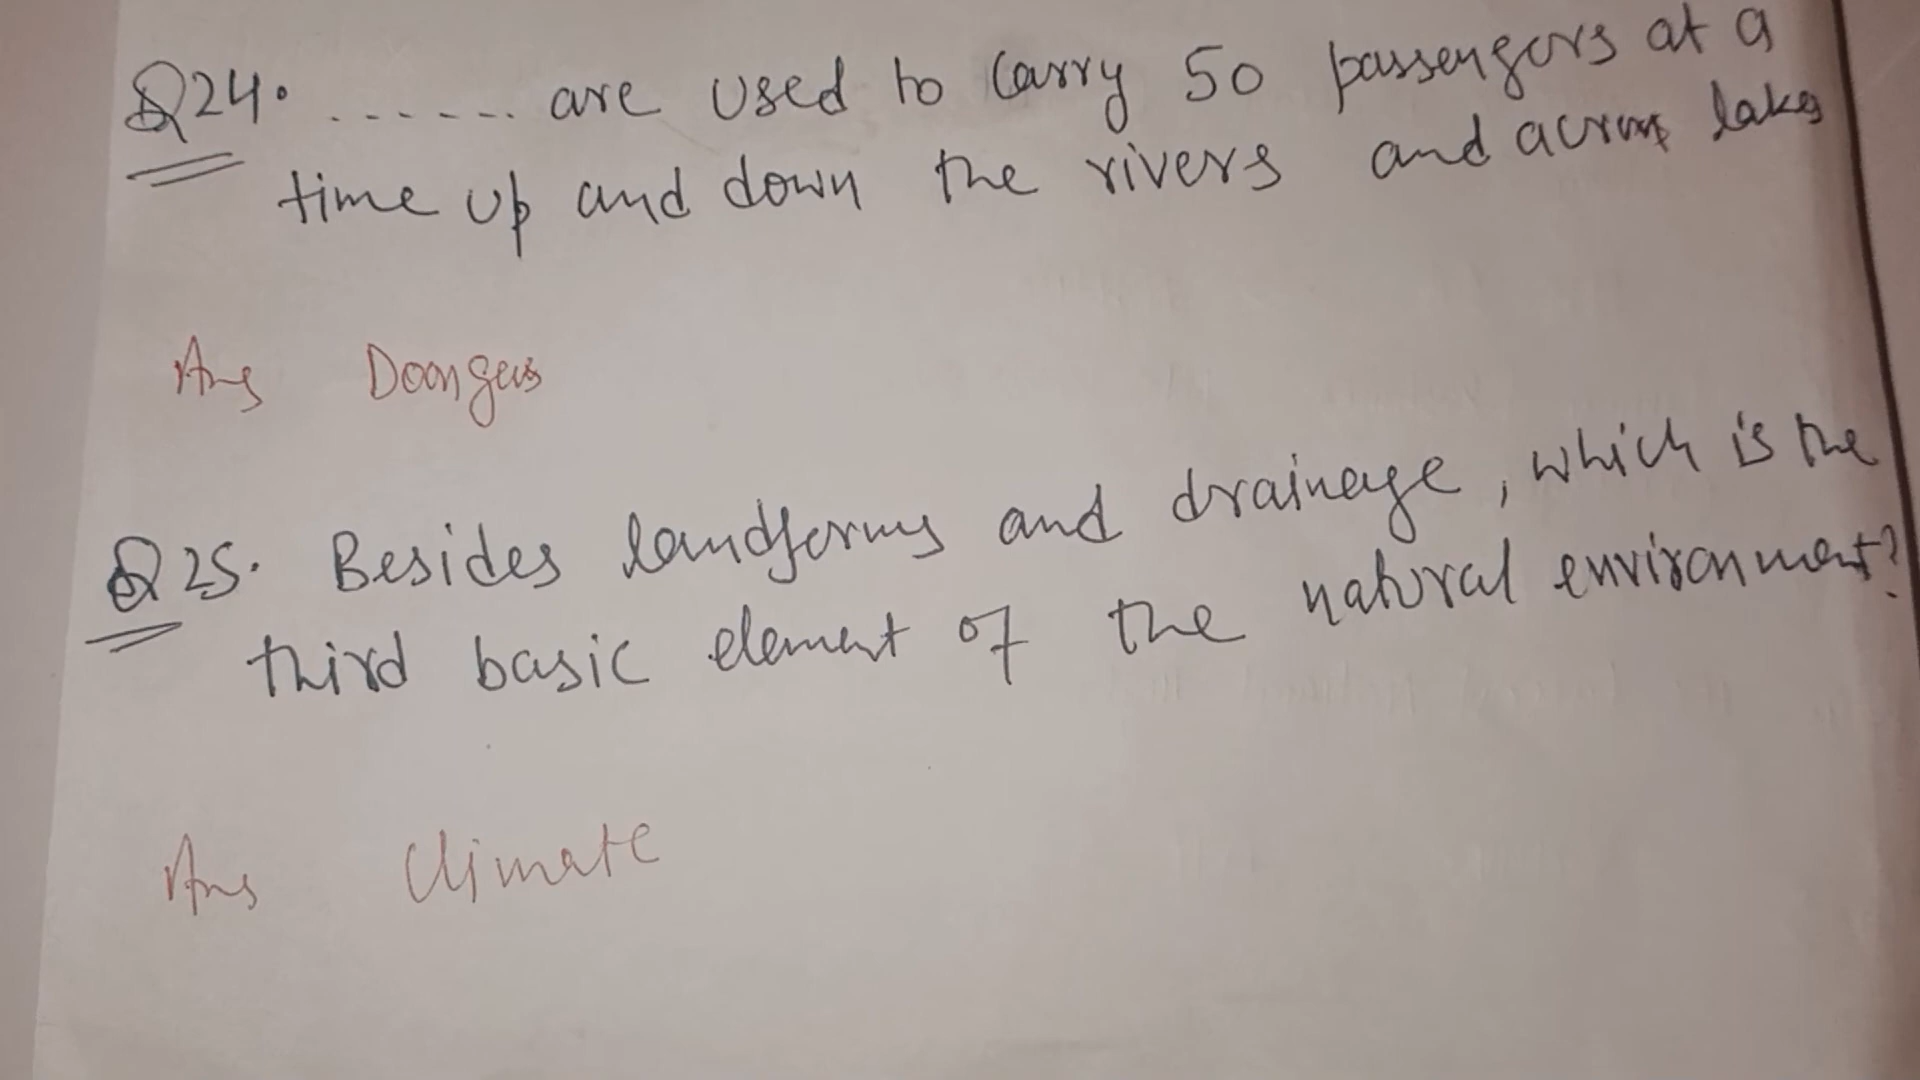 Q24. ....... are used to carry 50 passengers at a
time up and down the rivers and across lakes
Ans Doongas
Q25. Besides landforms and drainage, which is the
third basic element of the natural environment?
Ans Climate